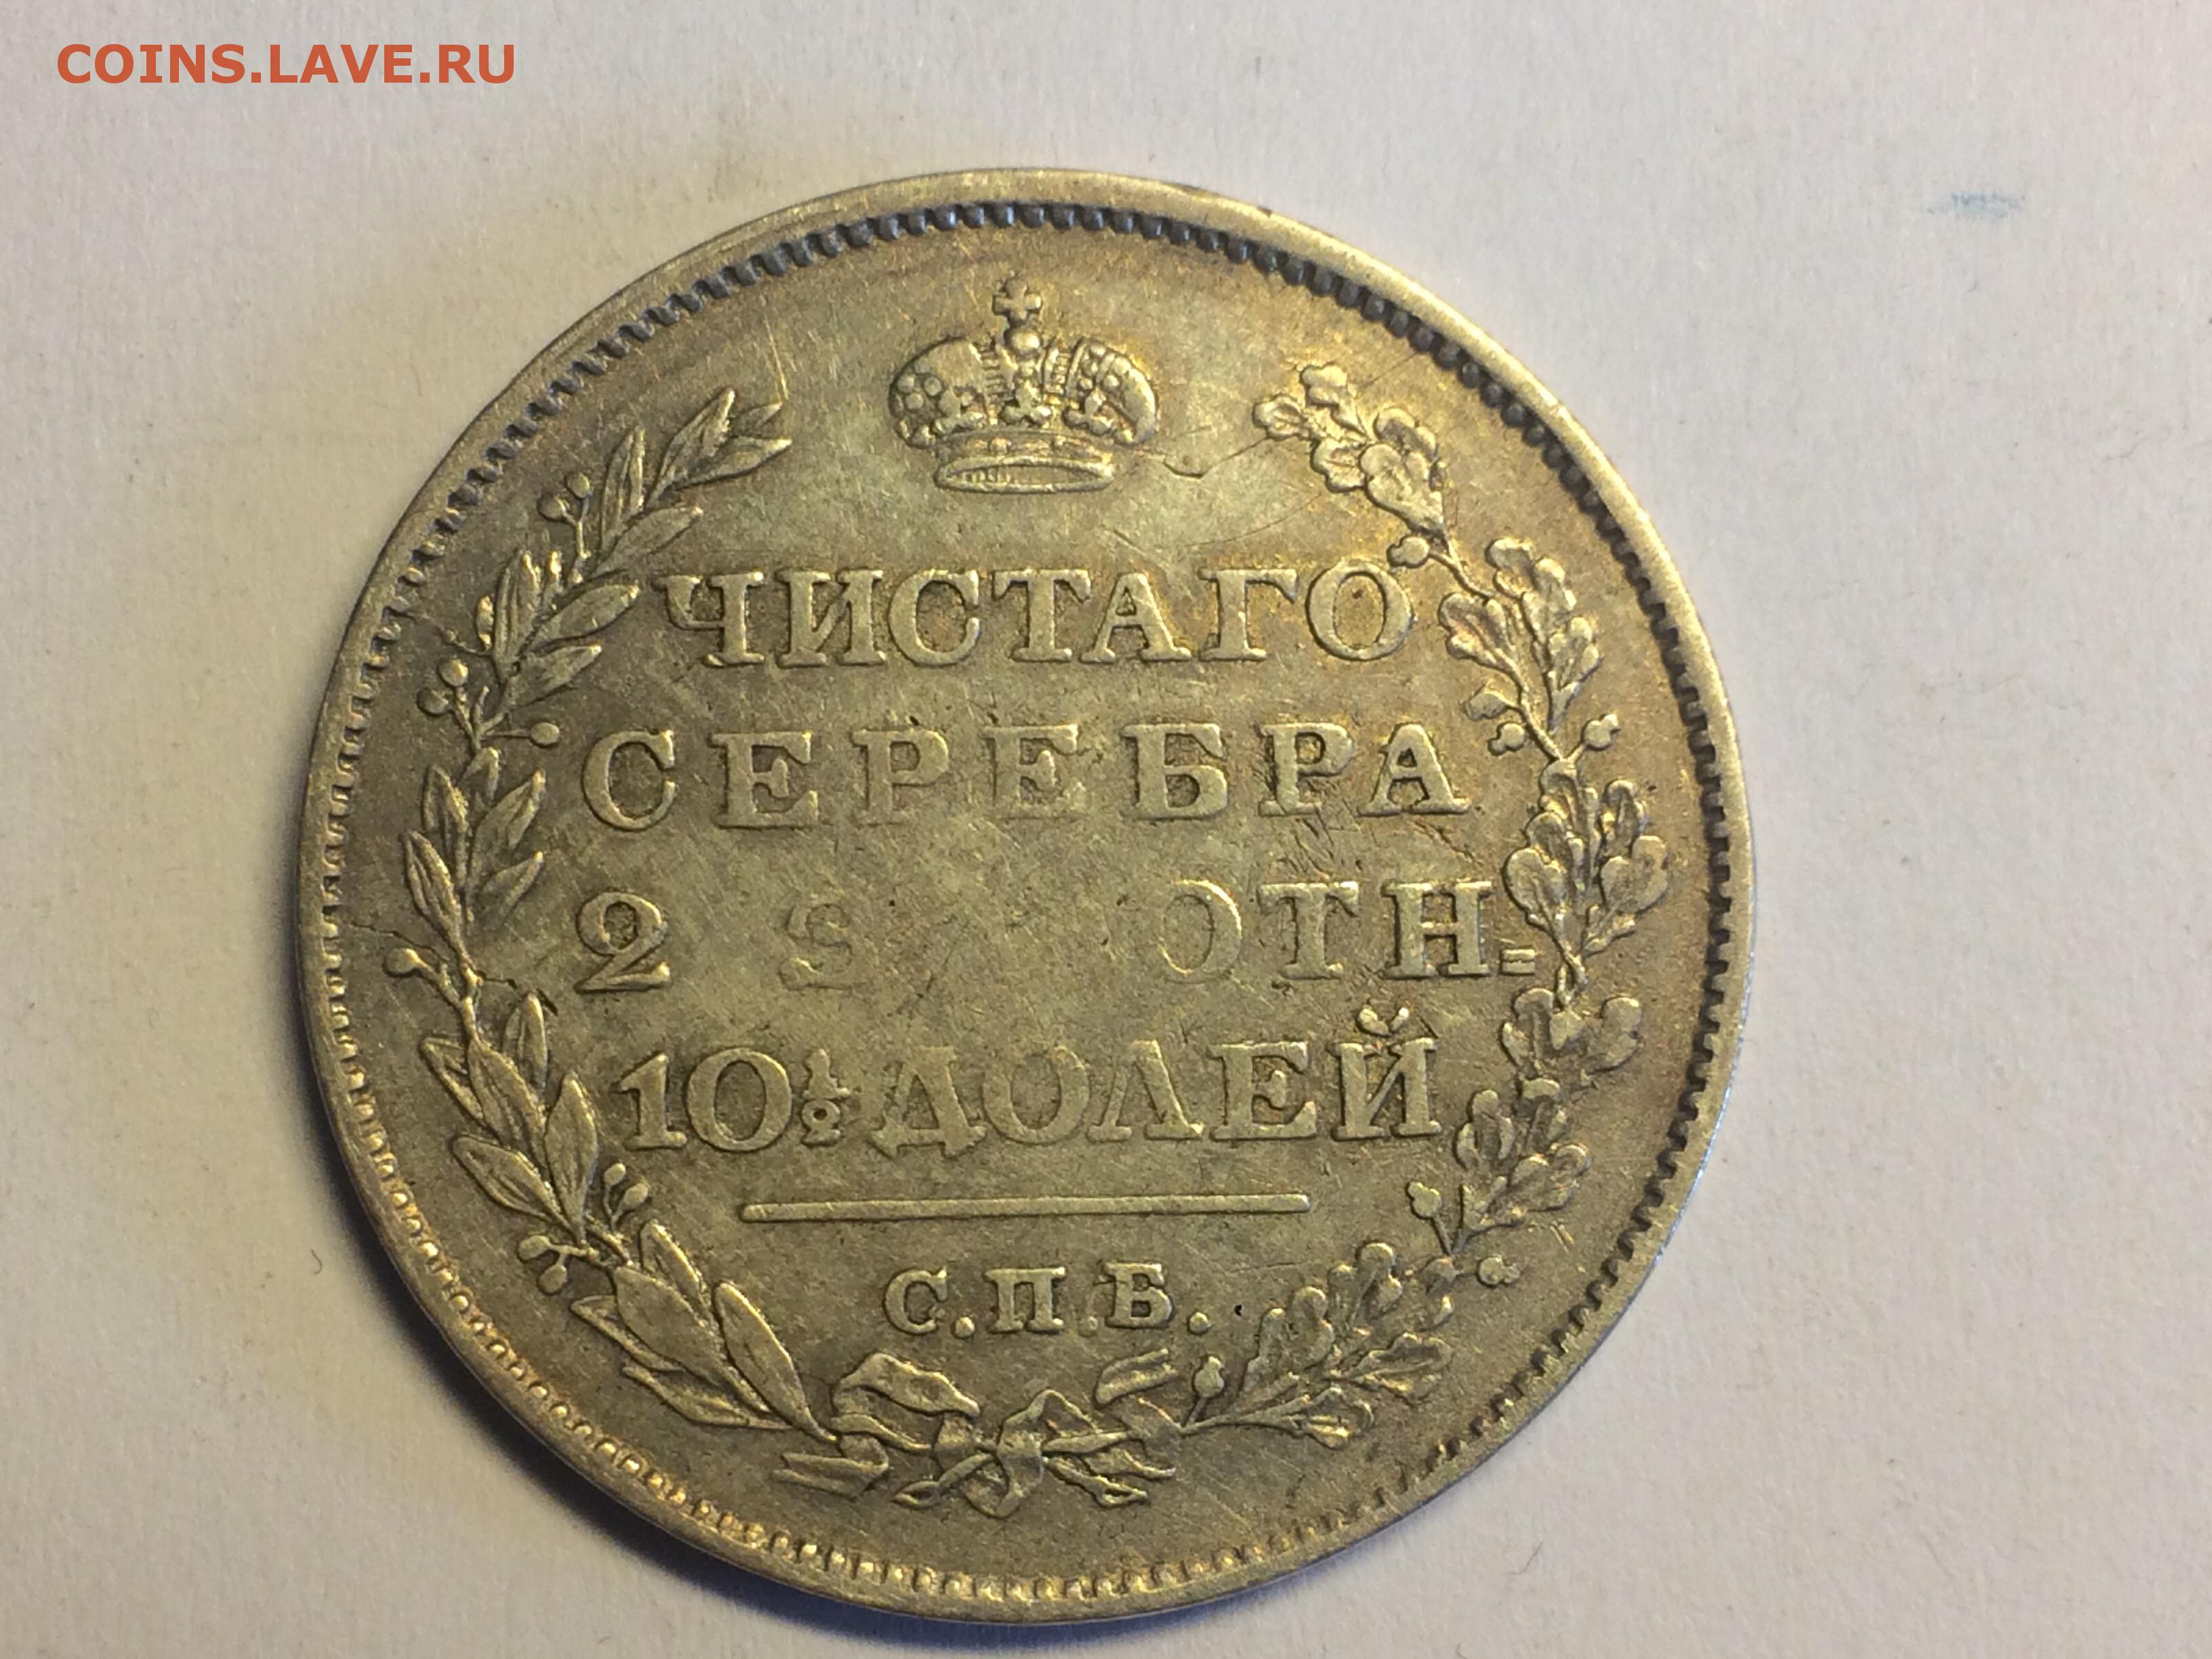 COINS.LAVE.RU
ЧИСТАГО
СЕРЕБРА
2 ОТН=
10½ ДОЛЕЙ
С.П.Б.